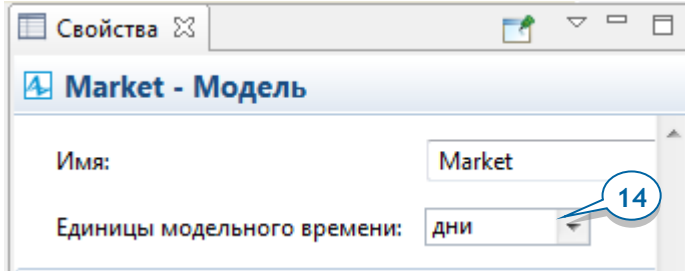 Свойства
Market - Модель
Имя: Market
14
Единицы модельного времени: дни